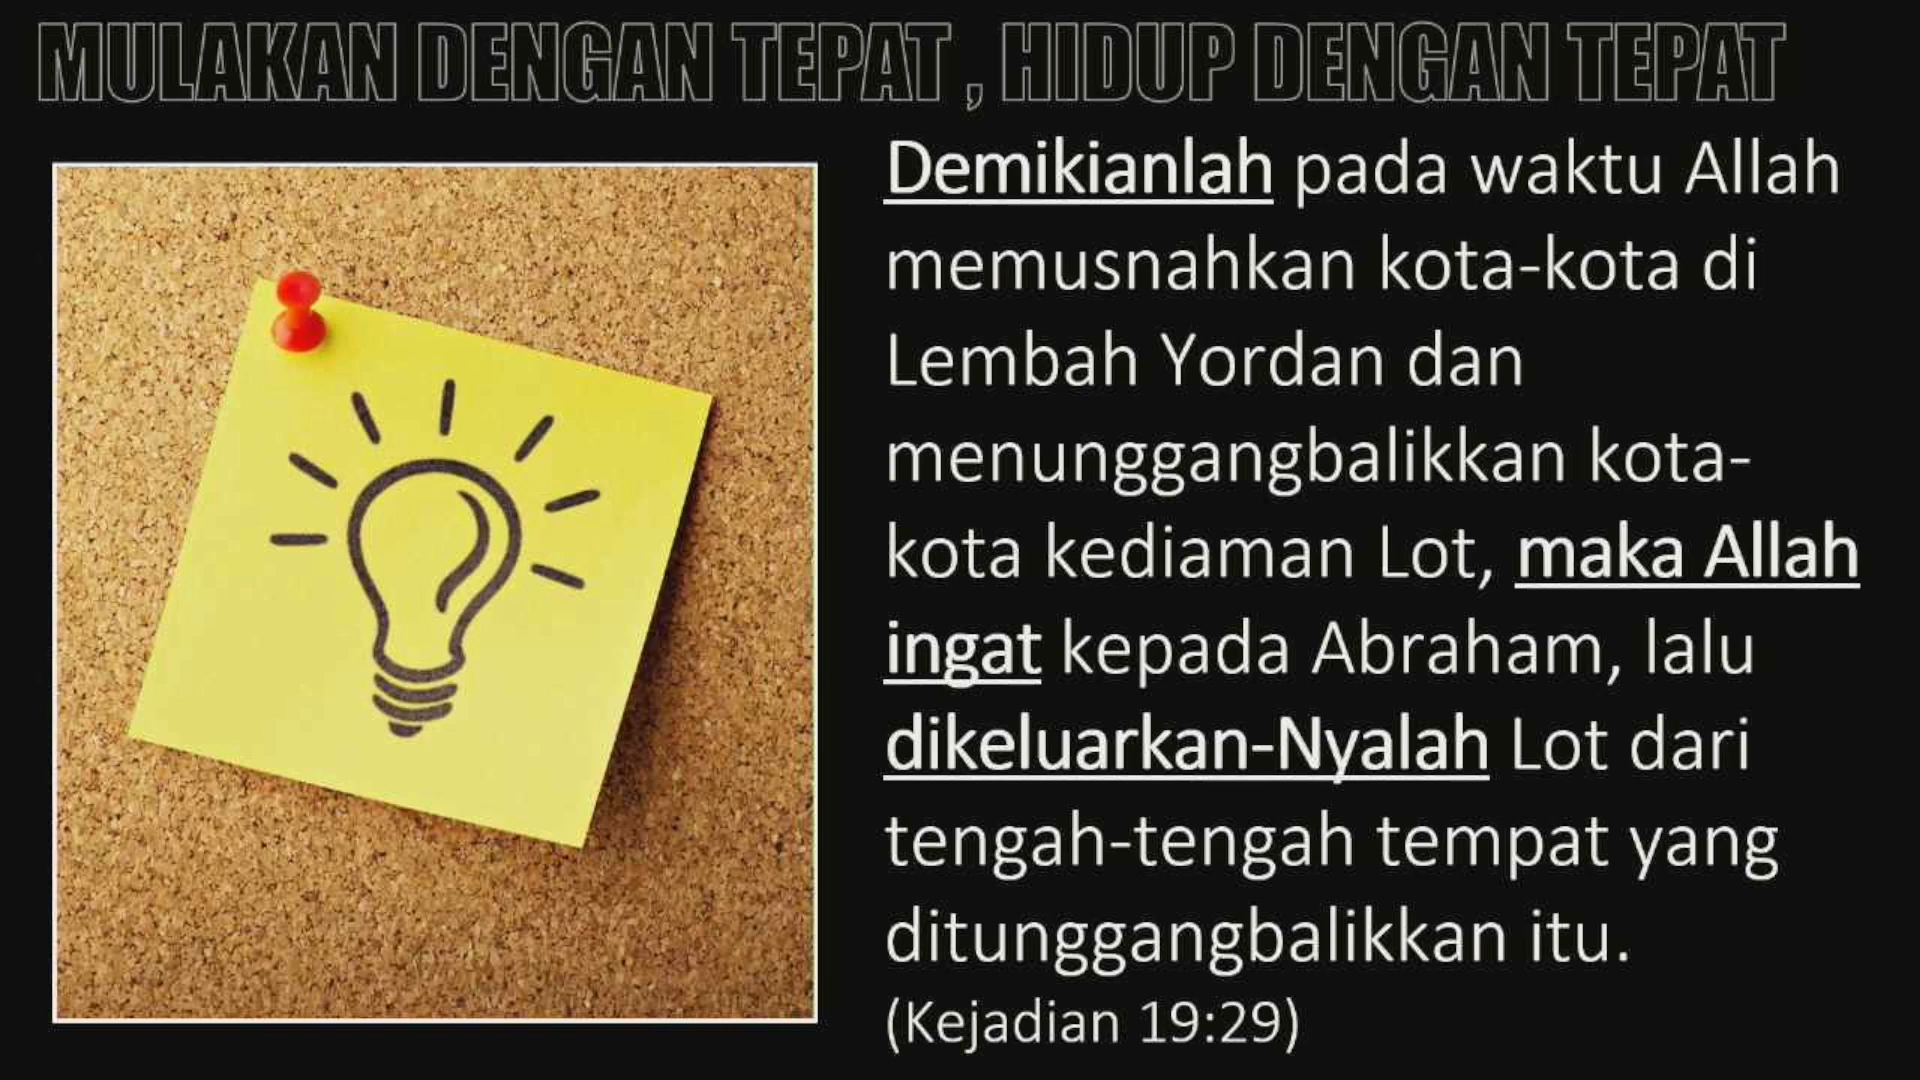 MULAKAN DENGAN TEPAT , HIDUP DENGAN TEPAT
Demikianlah pada waktu Allah
memusnahkan kota-kota di
Lembah Yordan dan
menunggangbalikkan kota-
kota kediaman Lot, maka Allah
ingat kepada Abraham, lalu
dikeluarkan-Nyalah Lot dari
tengah-tengah tempat yang
ditunggangbalikkan itu.
(Kejadian 19:29)